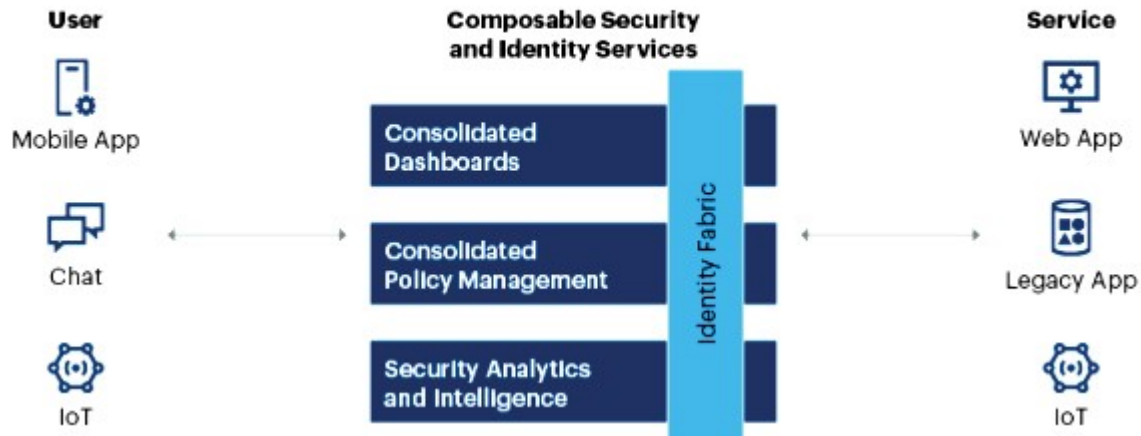 User
Composable Security
and Identity Services
Service
Mobile App
Chat
IoT
Consolidated
Dashboards
Consolidated
Policy Management
Security Analytics
and Intelligence
Identity Fabric
Web App
Legacy App
IoT